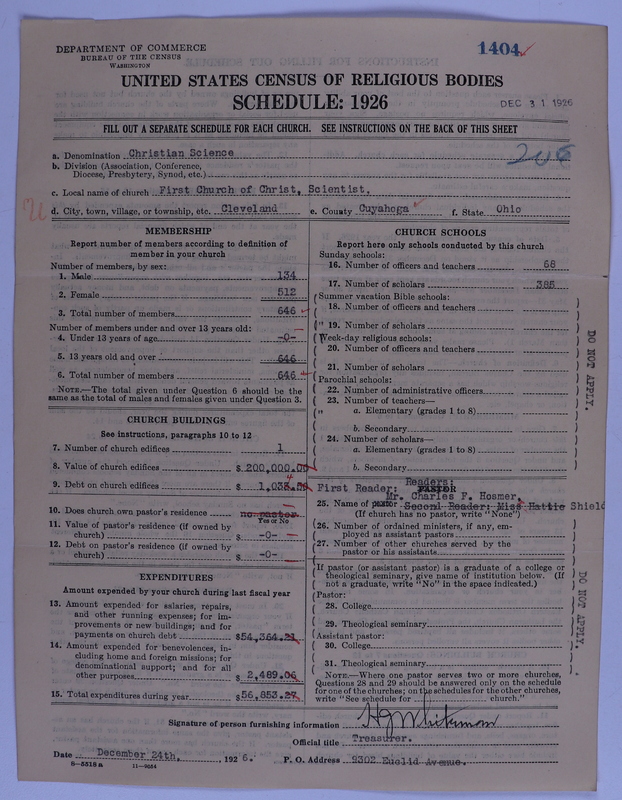 DEPARTMENT OF COMMERCE
BUREAU OF THE CENSUS
WASHINGTON
1404
UNITED STATES CENSUS OF RELIGIOUS BODIES
SCHEDULE: 1926
DEC 31 1926
FILL OUT A SEPARATE SCHEDULE FOR EACH CHURCH. SEE INSTRUCTIONS ON THE BACK OF THIS SHEET
a. Denomination Christian Science
b. Division (Association, Conference,
Diocese, Presbytery, Synod, etc.)
c. Local name of church First Church of Christ, Scientist.
d. City, town, village, or township, etc. Cleveland e. County Cuyahoga f. State Ohio
MEMBERSHIP
Report number of members according to definition of
member in your church
Number of members, by sex:
1. Male 134
2. Female 512
3. Total number of members 646
Number of members under and over 13 years old:
4. Under 13 years of age -0-
5. 13 years old and over 646
6. Total number of members 646
NOTE.—The total given under Question 6 should be the
same as the total of males and females given under Question 3.
CHURCH BUILDINGS
See instructions, paragraphs 10 to 12
7. Number of church edifices 1
8. Value of church edifices $ 200,000.00
9. Debt on church edifices $
10. Does church own pastor's residence no pastor
Yes or No
11. Value of pastor's residence (if owned by
church) $ -0-
12. Debt on pastor's residence (if owned by
church) $ -0-
EXPENDITURES
Amount expended by church during last fiscal year
13. Amount expended for salaries, repairs,
and other running expenses; for im-
provements or new buildings; and for
payments on church debt $54,364.21
14. Amount expended for benevolences, in-
cluding home and foreign missions; for
denominational support; and for all
other purposes $ 2,489.06
15. Total expenditures during year $56,853.27
CHURCH SCHOOLS
Report here only schools conducted by this church
Sunday schools:
16. Number of officers and teachers 68
17. Number of scholars 385
Summer vacation Bible schools:
18. Number of officers and teachers
" 19. Number of scholars
Week-day religious schools:
20. Number of officers and teachers
21. Number of scholars
Parochial schools:
22. Number of administrative officers
23. Number of teachers—
" a. Elementary (grades 1 to 8)
b. Secondary
24. Number of scholars—
a. Elementary (grades 1 to 8)
b. Secondary
DO NOT APPLY.
Readers:
First Reader: PASTOR
Mr. Charles F. Hosmer,
25. Name of pastor Second Reader: Miss Hattie Shield
(If church has no pastor, write "None")
26. Number of ordained ministers, if any, em-
ployed as assistant pastors
27. Number of other churches served by the
pastor or his assistants
If pastor (or assistant pastor) is a graduate of a college or
theological seminary, give name of institution below. (If
not a graduate, write "No" in the space indicated.)
Pastor:
28. College
29. Theological seminary
Assistant pastor:
30. College
31. Theological seminary
DO NOT APPLY.
NOTE.—Where one pastor serves two or more churches,
Questions 28 and 29 should be answered only on the schedule
for one of the churches; on the schedules for the other churches,
write "See schedule for church."
Signature of person furnishing information
Official title Treasurer.
Date December 24th, 1926. P. O. Address 9302 Euclid Avenue.
8-5518a 11-9054